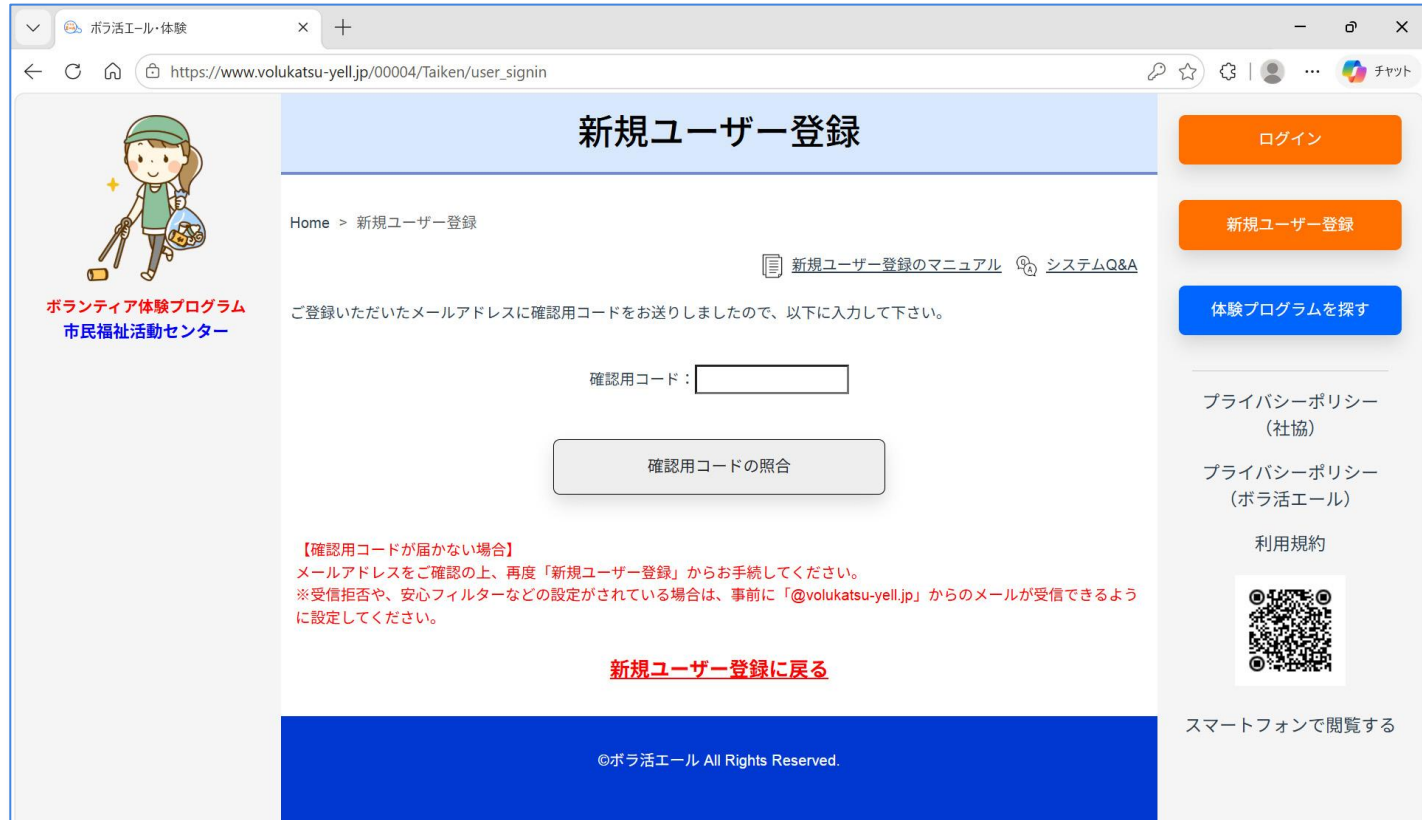 ボラ活エール・体験
https://www.volukatsu-yell.jp/00004/Taiken/user_signin
チャット
ボランティア体験プログラム
市民福祉活動センター
新規ユーザー登録
Home > 新規ユーザー登録
新規ユーザー登録のマニュアル システムQ&A
ご登録いただいたメールアドレスに確認用コードをお送りしましたので、以下に入力して下さい。
確認用コード：
確認用コードの照合
【確認用コードが届かない場合】
メールアドレスをご確認の上、再度「新規ユーザー登録」からお手続してください。
※受信拒否や、安心フィルターなどの設定がされている場合は、事前に「@volukatsu-yell.jp」からのメールが受信できるよう
に設定してください。
新規ユーザー登録に戻る
©ボラ活エール All Rights Reserved.
ログイン
新規ユーザー登録
体験プログラムを探す
プライバシーポリシー
（社協）
プライバシーポリシー
（ボラ活エール）
利用規約
スマートフォンで閲覧する